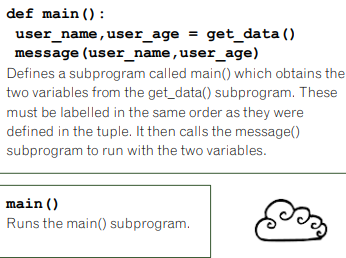 def main():
 user_name,user_age = get_data()
 message(user_name,user_age)
Defines a subprogram called main() which obtains the
two variables from the get_data() subprogram. These
must be labelled in the same order as they were
defined in the tuple. It then calls the message()
subprogram to run with the two variables.
main()
Runs the main() subprogram.